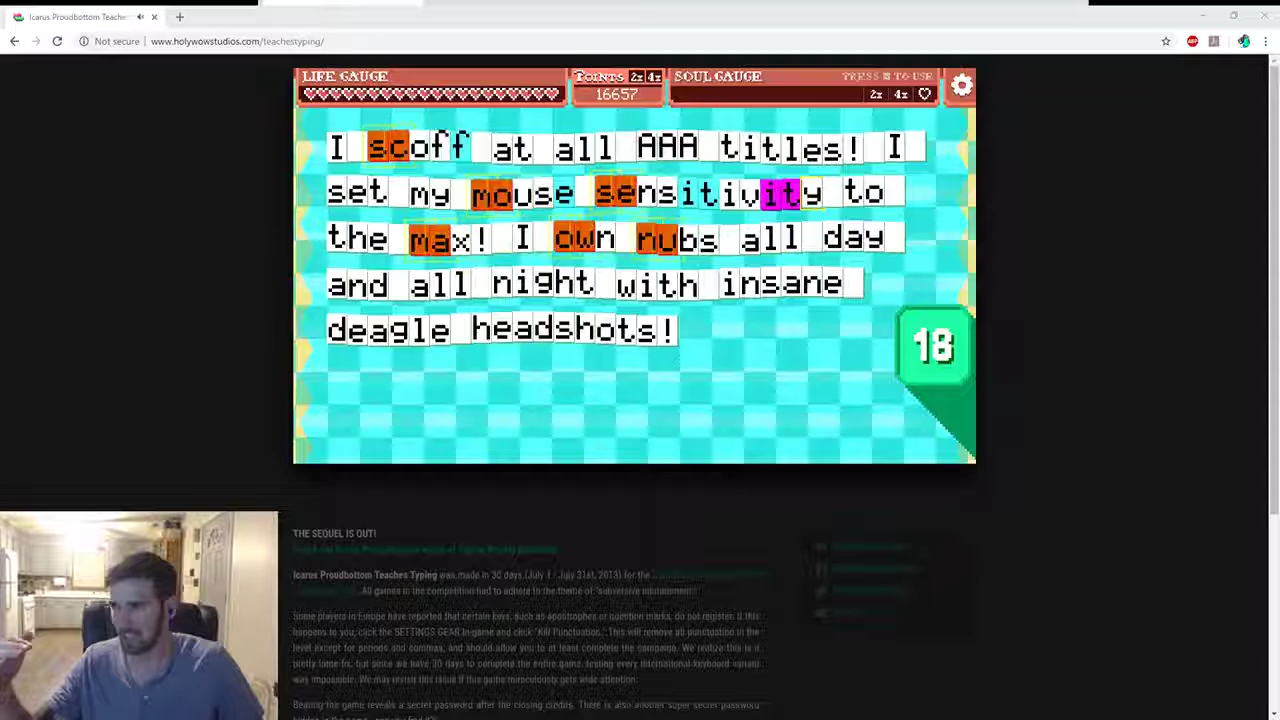 Icarus Proudbottom Teache
Not secure
www.holywowstudios.com/teachestyping/
LIFE GAUGE
POINTS 2x 4x
SOUL GAUGE
TO USE
16657
2x 4x
I scoff at all AAA titles! I
set my mouse sensitivity to
the max! I own nubs all day
and all night with insane
deagle headshots!
18
THE SEQUEL IS OUT!
Icarus Proudbottom Teaches Typing was made in 30 days (July 1 - July 31st, 2013) for the
All games in the competition had to adhere to the theme of
Some players in Europe have reported that certain keys, such as apostrophes or question marks, do not register. If this
happens to you, click the SETTINGS GEAR in-game and click "Kill Punctuation." This will remove all punctuation in the
level except for periods and commas, and should allow you to at least complete the campaign. We realize this is a
pretty lame fix, but since we have 30 days to complete the entire game, testing every international keyboard variant
was impossible. We may revisit this issue if this game miraculously gets wide attention.
Beating the game reveals a secret password after the closing credits. There is also another super secret password